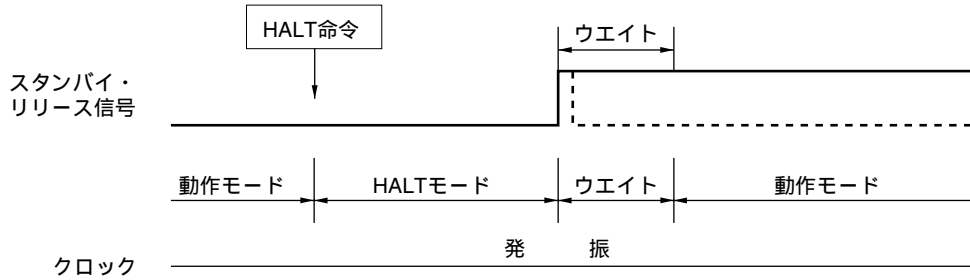 HALT命令
ウエイト
スタンバイ・
リリース信号
動作モード HALTモード ウエイト 動作モード
発 振
クロック